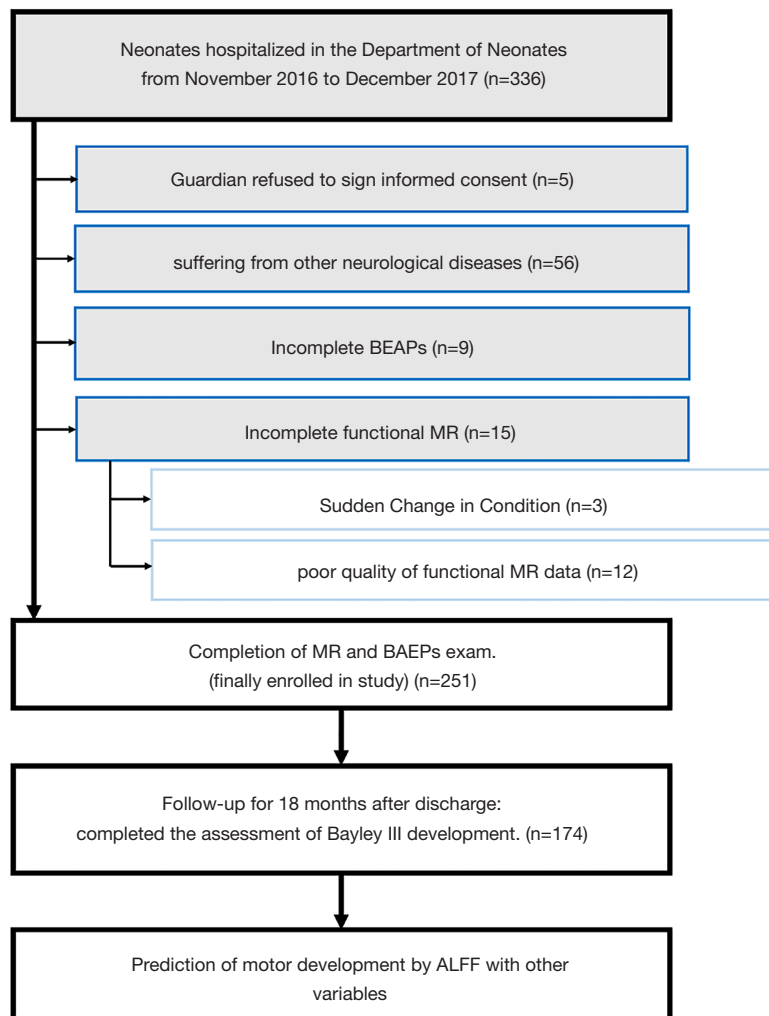 Neonates hospitalized in the Department of Neonates
from November 2016 to December 2017 (n=336)
Guardian refused to sign informed consent (n=5)
suffering from other neurological diseases (n=56)
Incomplete BEAPs (n=9)
Incomplete functional MR (n=15)
Sudden Change in Condition (n=3)
poor quality of functional MR data (n=12)
Completion of MR and BAEPs exam.
(finally enrolled in study) (n=251)
Follow-up for 18 months after discharge:
completed the assessment of Bayley III development. (n=174)
Prediction of motor development by ALFF with other
variables